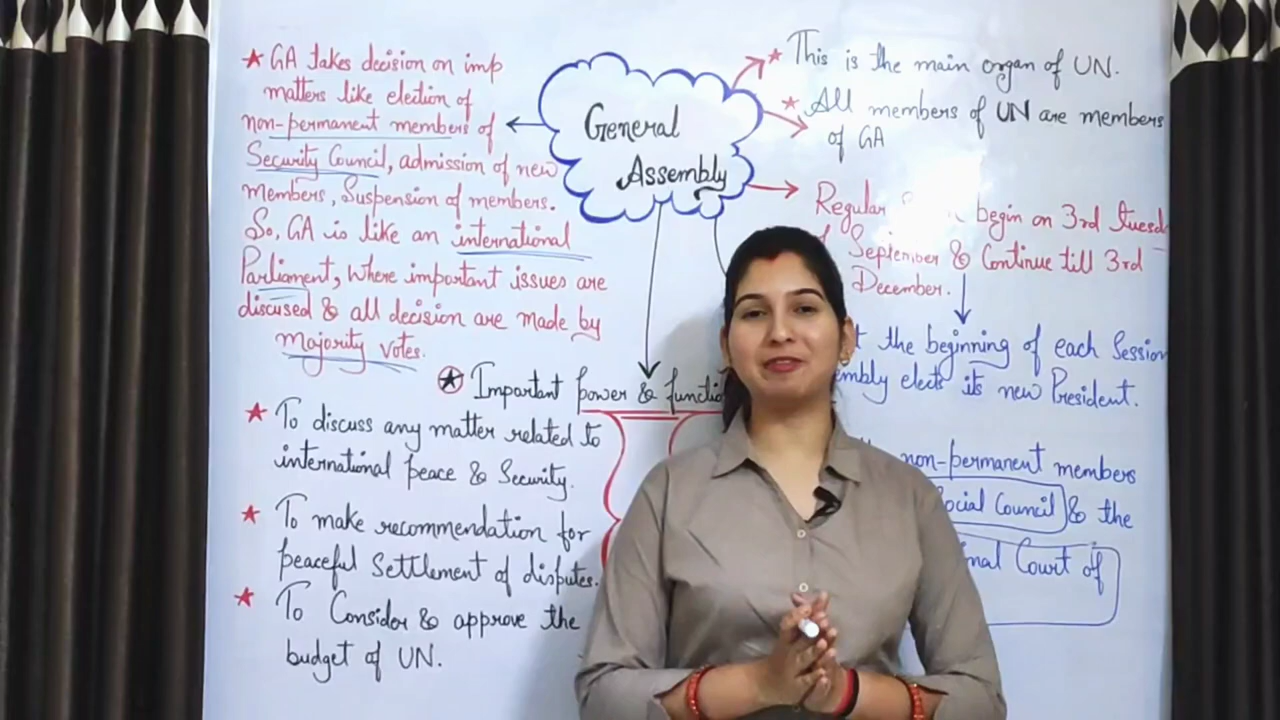 General
Assembly
★ GA takes decision on imp
matters like election of
non-permanent members of
Security Council, admission of new
members, Suspension of members.
So, GA is like an international
Parliament, where important issues are
discused & all decision are made by
majority votes.
★ This is the main organ of UN.
★ All members of UN are members
of GA
Regular begin on 3rd
September & Continue till 3rd
December.
the beginning of each Session
elects its new President.
★ Important power &
★ To discuss any matter related to
international peace & Security.
★ To make recommendation for
peaceful Settlement of disputes.
★ To Consider & approve the
budget of UN.
non-permanent members
Council & the
Court of